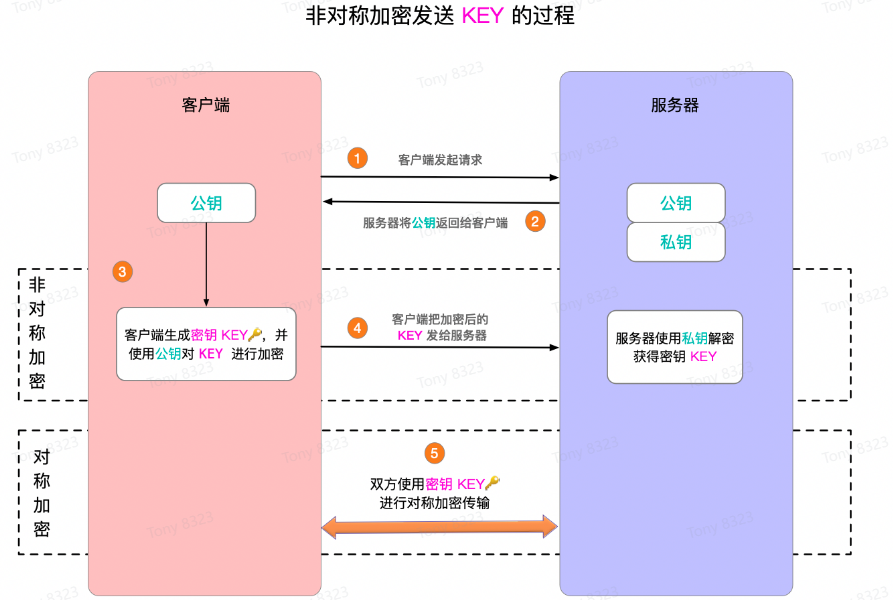 非对称加密发送 KEY 的过程
客户端
服务器
1
客户端发起请求
公钥
公钥
服务器将公钥返回给客户端
2
私钥
3
非对称加密
客户端生成密钥 KEY🔑，并
使用公钥对 KEY 进行加密
4
客户端把加密后的
KEY 发给服务器
服务器使用私钥解密
获得密钥 KEY
对称加密
5
双方使用密钥 KEY🔑
进行对称加密传输
Tony 8323